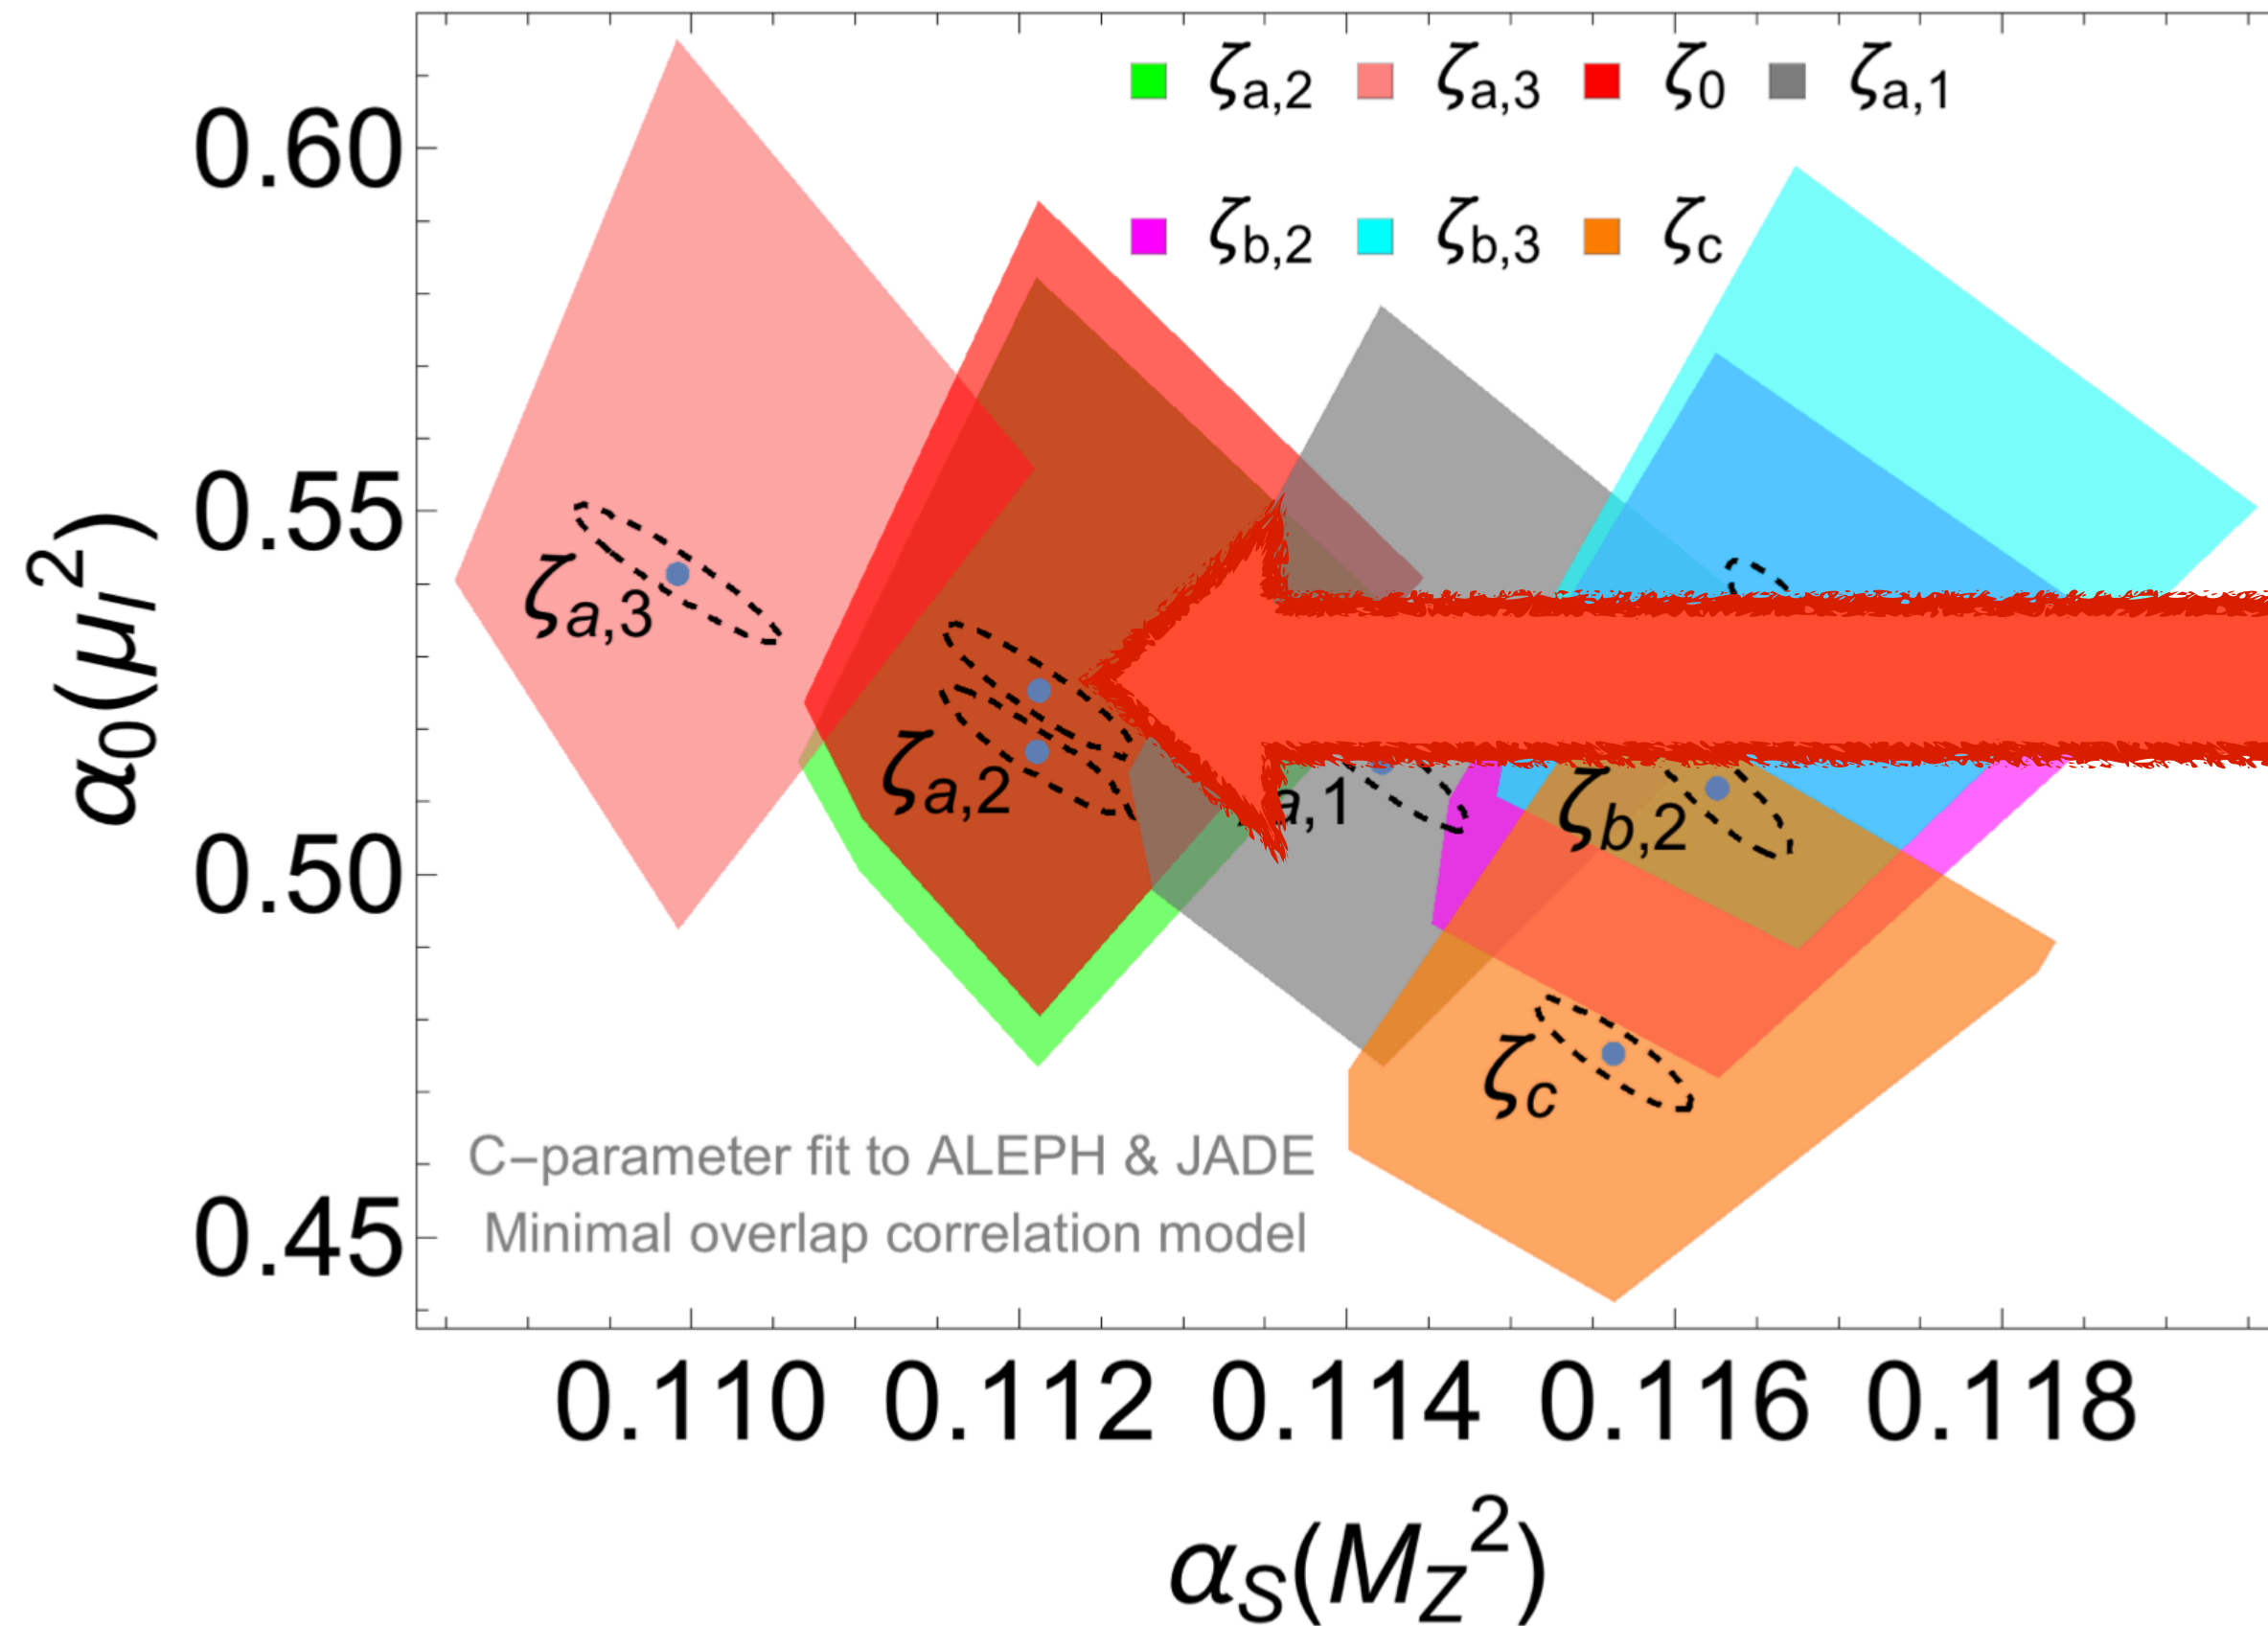 ζa,2 ζa,3 ζ0 ζa,1
ζb,2 ζb,3 ζc
0.60
0.55
0.50
0.45
α0(μI²)
ζa,3
ζa,2
a,1
ζb,2
ζc
C−parameter fit to ALEPH & JADE
Minimal overlap correlation model
0.110 0.112 0.114 0.116 0.118
αS(MZ²)